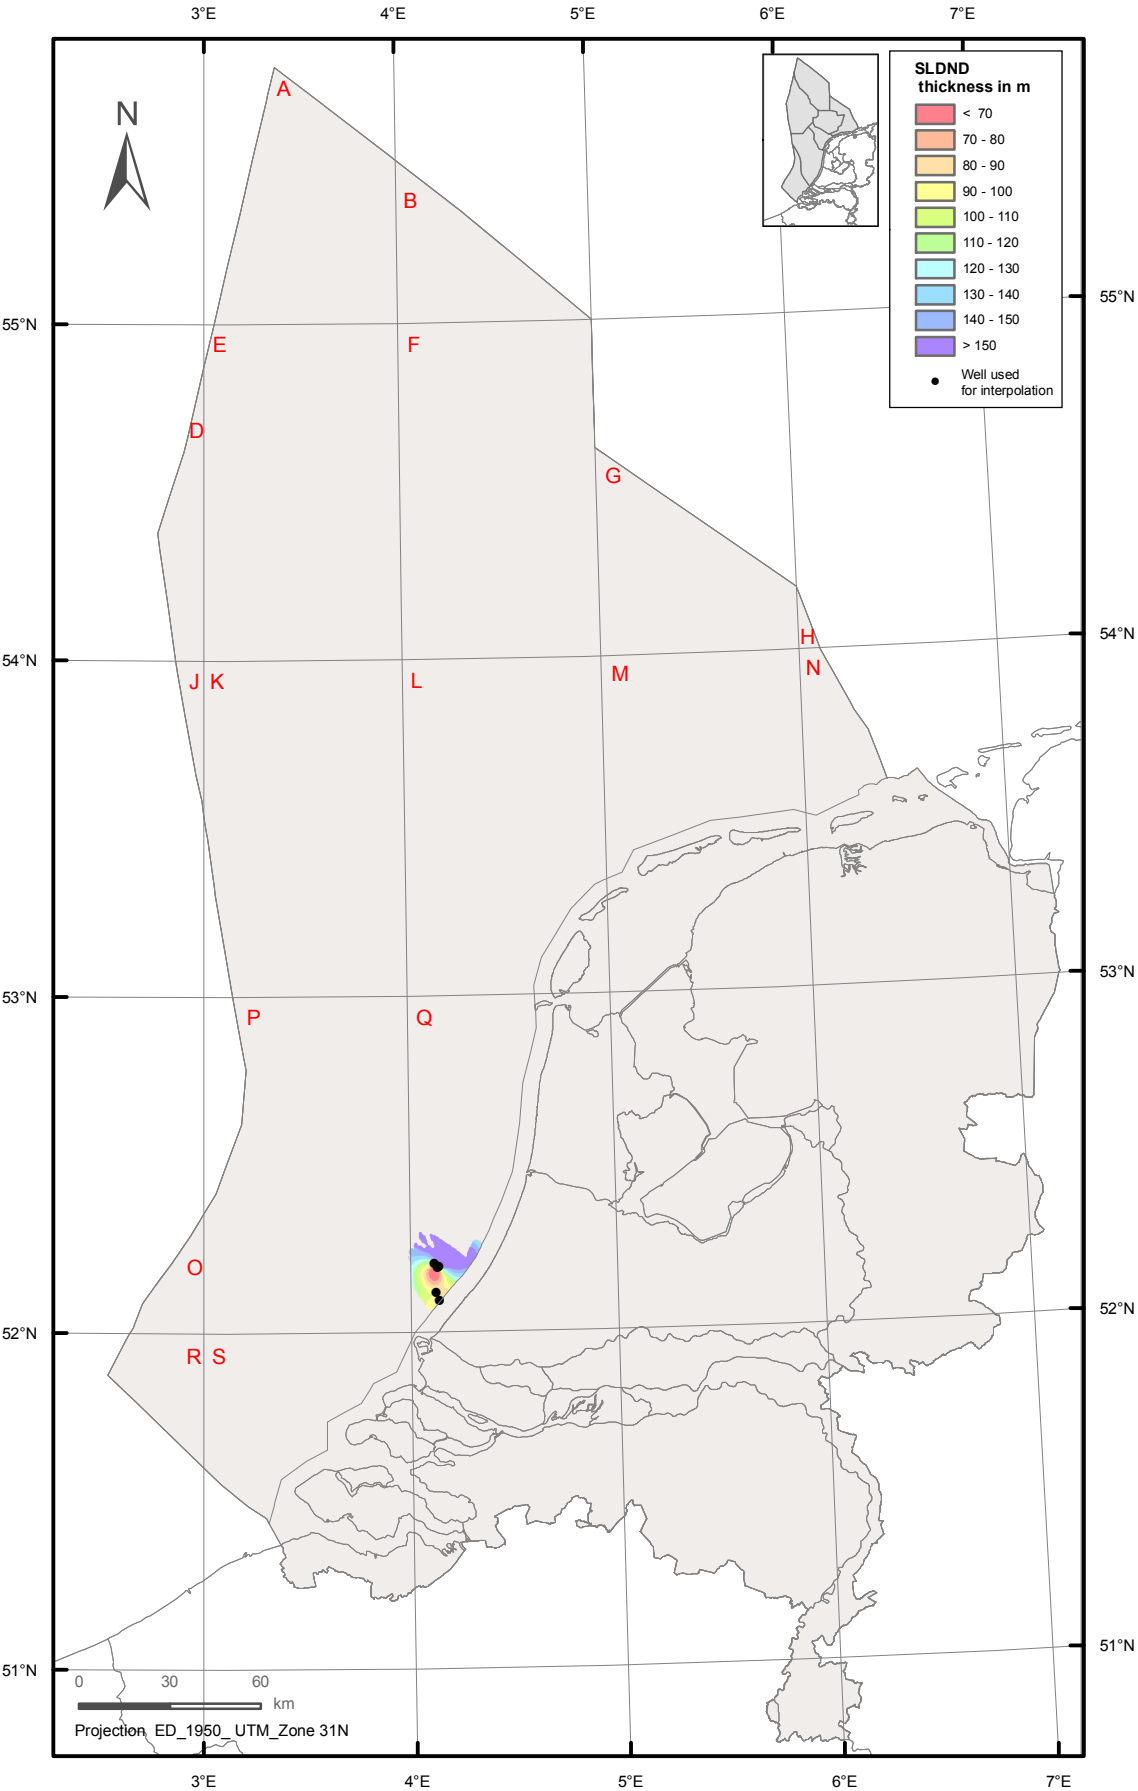 3°E 4°E 5°E 6°E 7°E
N
SLDND
thickness in m
< 70
70 - 80
80 - 90
90 - 100
100 - 110
110 - 120
120 - 130
130 - 140
140 - 150
> 150
Well used
for interpolation
A
B
55°N 55°N
E F
D
G
H
54°N 54°N
J K L M N
53°N 53°N
P Q
O
52°N 52°N
R S
51°N 51°N
0 30 60
km
Projection ED_1950_ UTM_Zone 31N
3°E 4°E 5°E 6°E 7°E